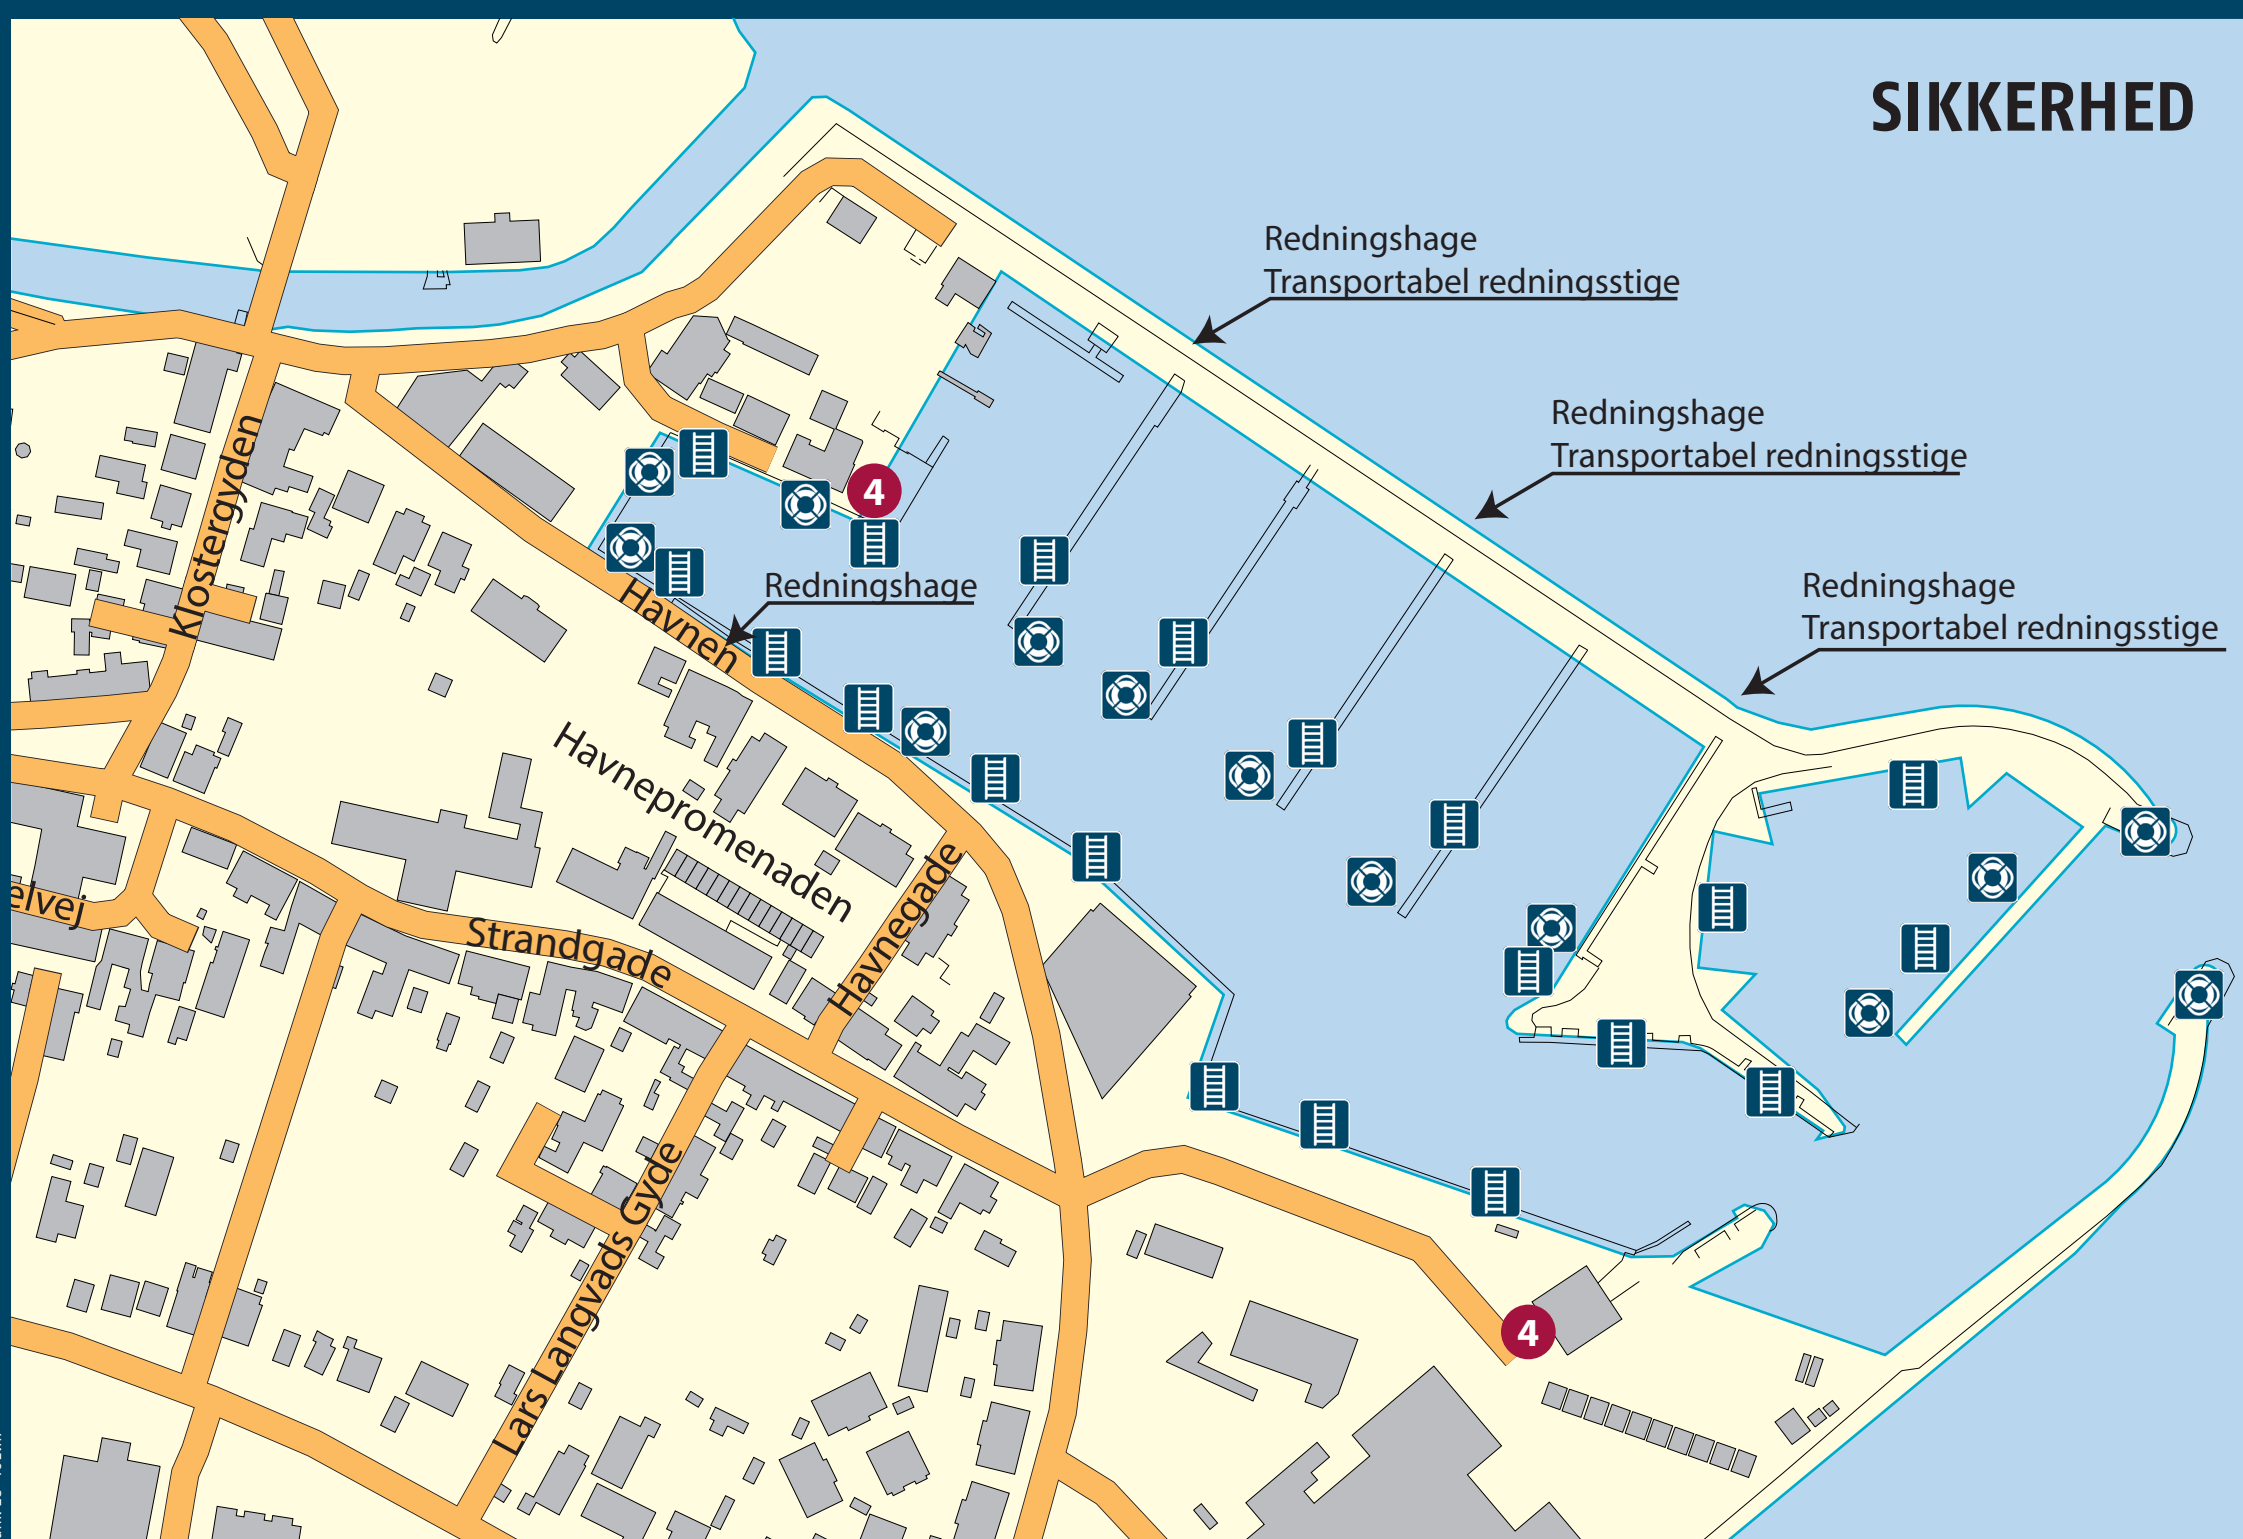 SIKKERHED
Redningshage
Transportabel redningsstige
Redningshage
Transportabel redningsstige
Redningshage
Transportabel redningsstige
4
Redningshage
Klostergyden
Havnen
Havnepromenaden
Havnegade
elvej
Strandgade
Lars Langvads Gyde
4